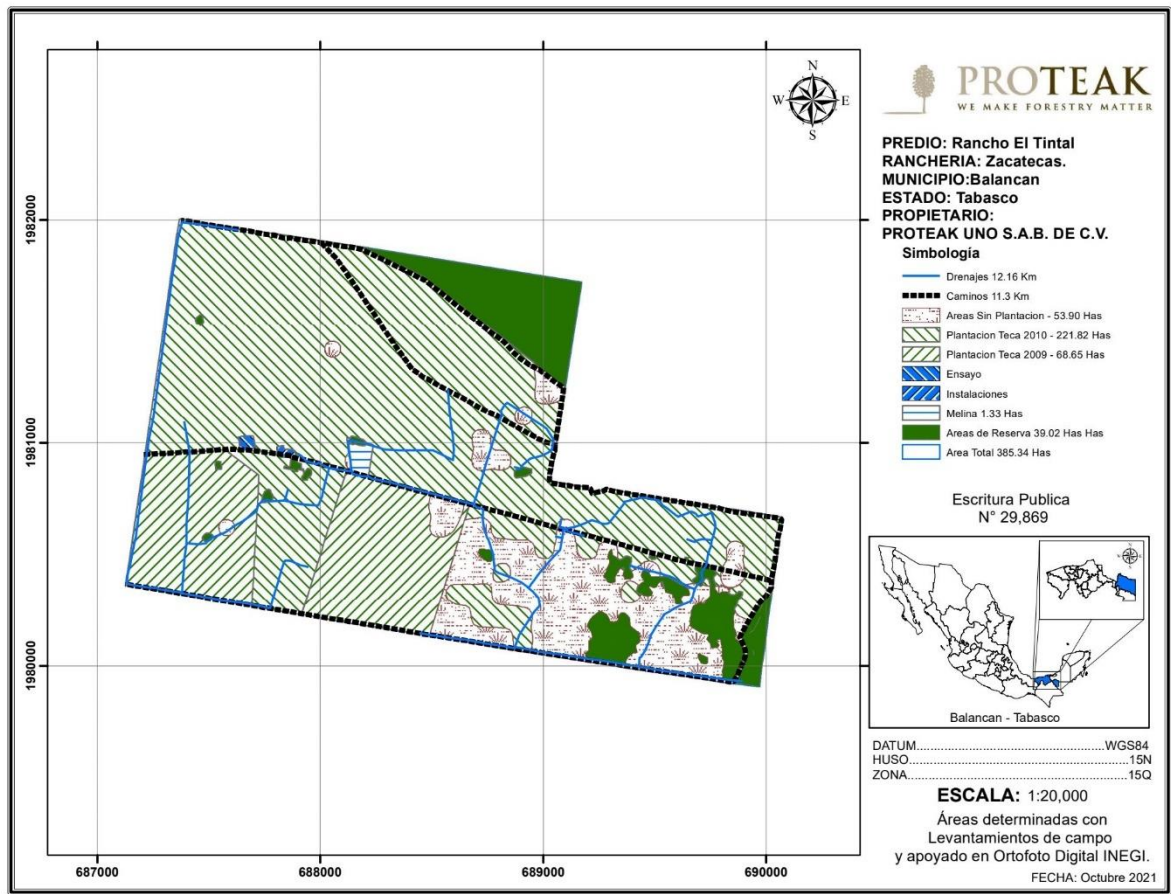 PROTEAK
WE MAKE FORESTRY MATTER
PREDIO: Rancho El Tintal
RANCHERIA: Zacatecas.
MUNICIPIO:Balancan
ESTADO: Tabasco
PROPIETARIO:
PROTEAK UNO S.A.B. DE C.V.
Simbología
Drenajes 12.16 Km
Caminos 11.3 Km
Areas Sin Plantacion - 53.90 Has
Plantacion Teca 2010 - 221.82 Has
Plantacion Teca 2009 - 68.65 Has
Ensayo
Instalaciones
Melina 1.33 Has
Areas de Reserva 39.02 Has Has
Area Total 385.34 Has
Escritura Publica
N° 29,869
Balancan - Tabasco
DATUM....................................................WGS84
HUSO.........................................................15N
ZONA.........................................................15Q
ESCALA: 1:20,000
Áreas determinadas con
Levantamientos de campo
y apoyado en Ortofoto Digital INEGI.
FECHA: Octubre 2021
N
W E
S
1982000
1981000
1980000
687000 688000 689000 690000